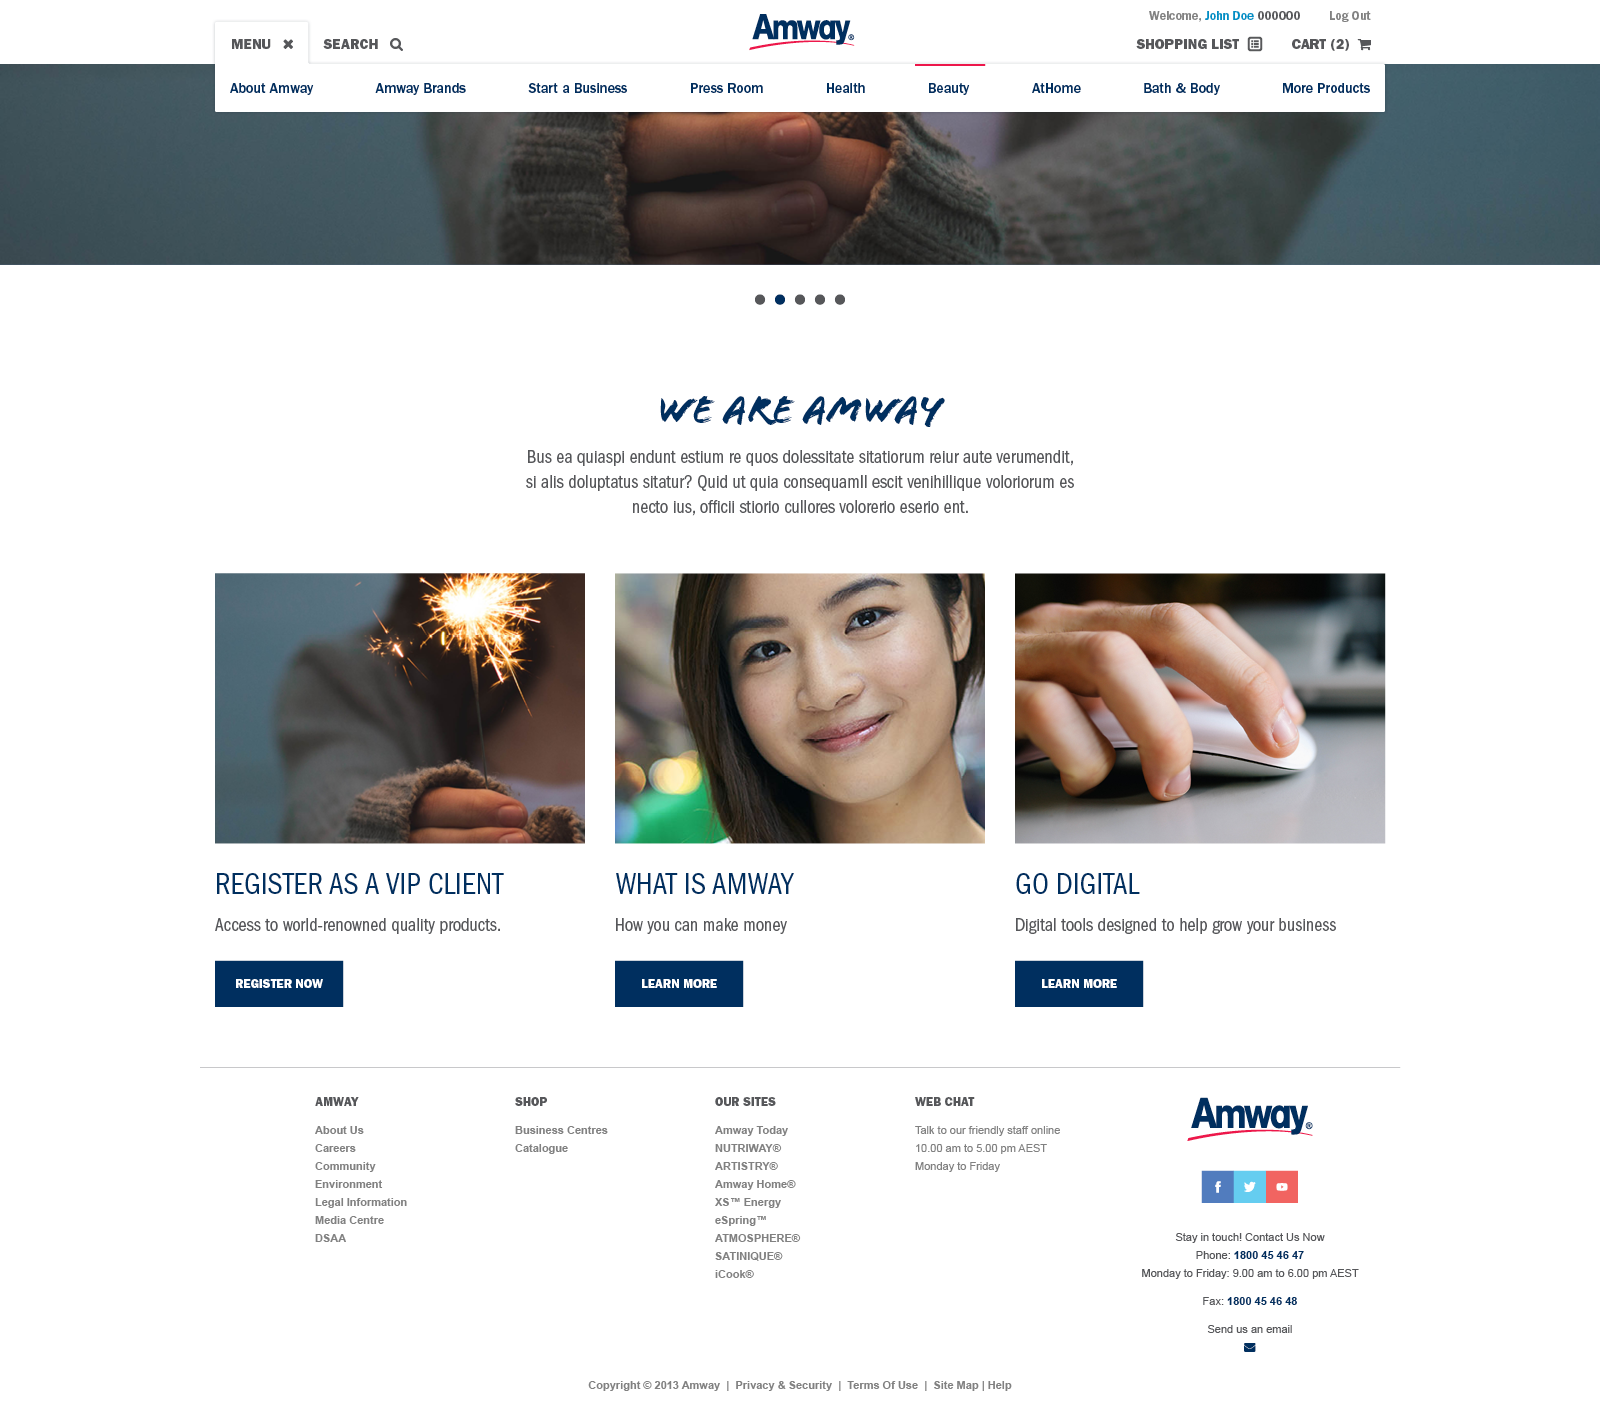 Welcome, John Doe 000000 Log Out
MENU SEARCH Amway® SHOPPING LIST CART (2)
About Amway Amway Brands Start a Business Press Room Health Beauty AtHome Bath & Body More Products
WE ARE AMWAY
Bus ea quiaspi endunt estium re quos dolessitate sitatiorum reiur aute verumendit,
si alis doluptatus sitatur? Quid ut quia consequamll escit venihillique voloriorum es
necto ius, officii stiorio cullores volorerio eserio ent.
REGISTER AS A VIP CLIENT
Access to world-renowned quality products.
REGISTER NOW
WHAT IS AMWAY
How you can make money
LEARN MORE
GO DIGITAL
Digital tools designed to help grow your business
LEARN MORE
AMWAY
About Us
Careers
Community
Environment
Legal Information
Media Centre
DSAA
SHOP
Business Centres
Catalogue
OUR SITES
Amway Today
NUTRIWAY®
ARTISTRY®
Amway Home®
XS™ Energy
eSpring™
ATMOSPHERE®
SATINIQUE®
iCook®
WEB CHAT
Talk to our friendly staff online
10.00 am to 5.00 pm AEST
Monday to Friday
Amway®
Stay in touch! Contact Us Now
Phone: 1800 45 46 47
Monday to Friday: 9.00 am to 6.00 pm AEST
Fax: 1800 45 46 48
Send us an email
Copyright © 2013 Amway | Privacy & Security | Terms Of Use | Site Map | Help